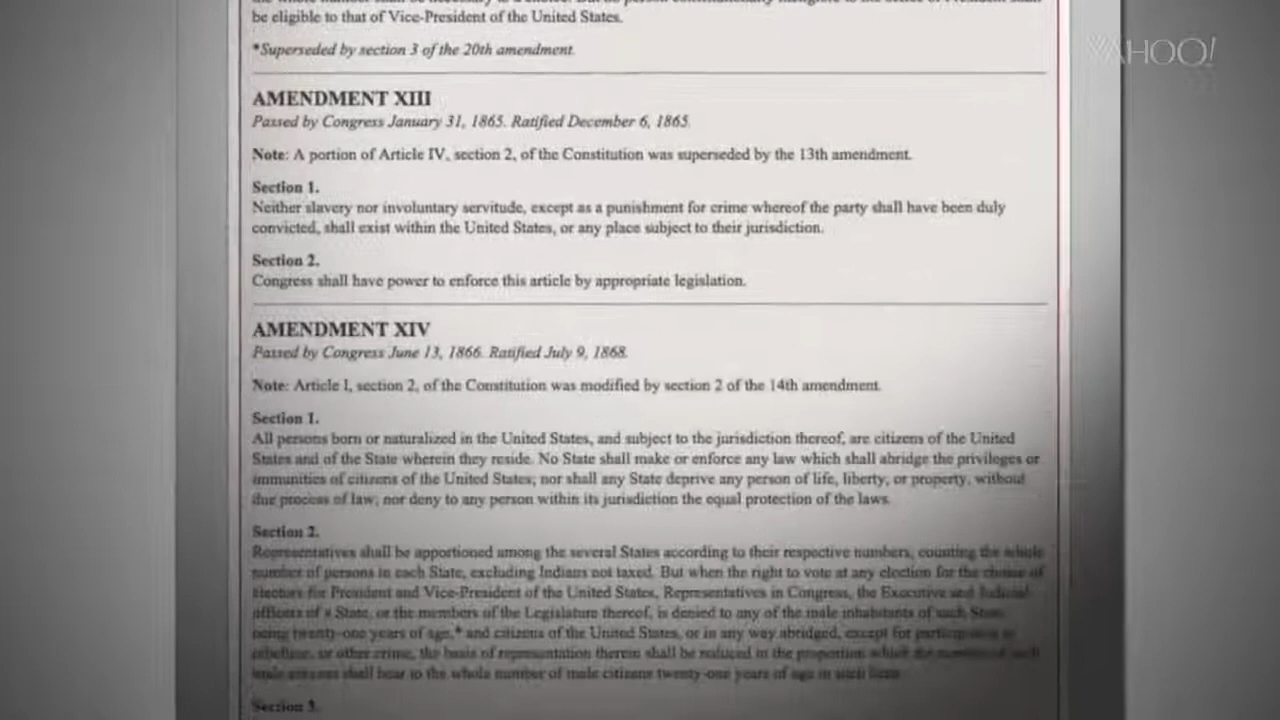 be eligible to that of Vice-President of the United States.
*Superseded by section 3 of the 20th amendment.
YAHOO!
AMENDMENT XIII
Passed by Congress January 31, 1865. Ratified December 6, 1865.
Note: A portion of Article IV, section 2, of the Constitution was superseded by the 13th amendment.
Section 1.
Neither slavery nor involuntary servitude, except as a punishment for crime whereof the party shall have been duly
convicted, shall exist within the United States, or any place subject to their jurisdiction.
Section 2.
Congress shall have power to enforce this article by appropriate legislation.
AMENDMENT XIV
Passed by Congress June 13, 1866. Ratified July 9, 1868.
Note: Article I, section 2, of the Constitution was modified by section 2 of the 14th amendment.
Section 1.
All persons born or naturalized in the United States, and subject to the jurisdiction thereof, are citizens of the United
States and of the State wherein they reside. No State shall make or enforce any law which shall abridge the privileges or
immunities of citizens of the United States; nor shall any State deprive any person of life, liberty, or property, without
due process of law; nor deny to any person within its jurisdiction the equal protection of the laws.
Section 2.
Representatives shall be apportioned among the several States according to their respective numbers, counting the whole
number of persons in each State, excluding Indians not taxed. But when the right to vote at any election for the choice of
electors for President and Vice-President of the United States, Representatives in Congress, the Executive and Judicial
officers of a State, or the members of the Legislature thereof, is denied to any of the male inhabitants of such State,
being twenty-one years of age,* and citizens of the United States, or in any way abridged, except for participation in
rebellion, or other crime, the basis of representation therein shall be reduced in the proportion which the number of such
male citizens shall bear to the whole number of male citizens twenty-one years of age in such State.
Section 3.